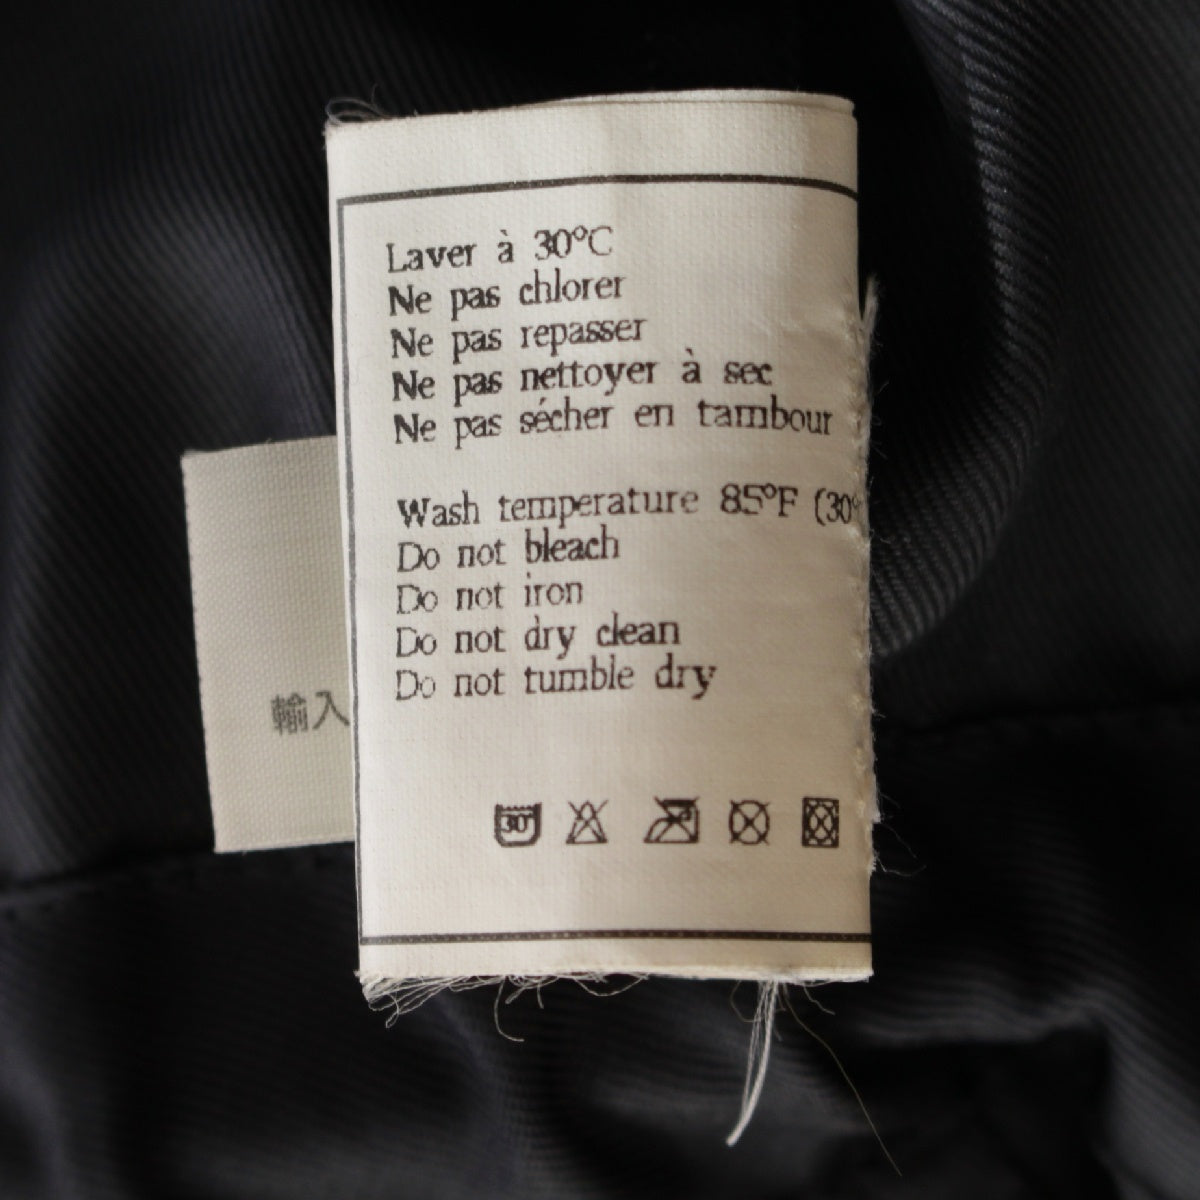 Laver à 30°C
Ne pas chlorer
Ne pas repasser
Ne pas nettoyer à sec
Ne pas sécher en tambour
Wash temperature 85°F (30°
Do not bleach
Do not iron
Do not dry clean
Do not tumble dry
30°
輸入